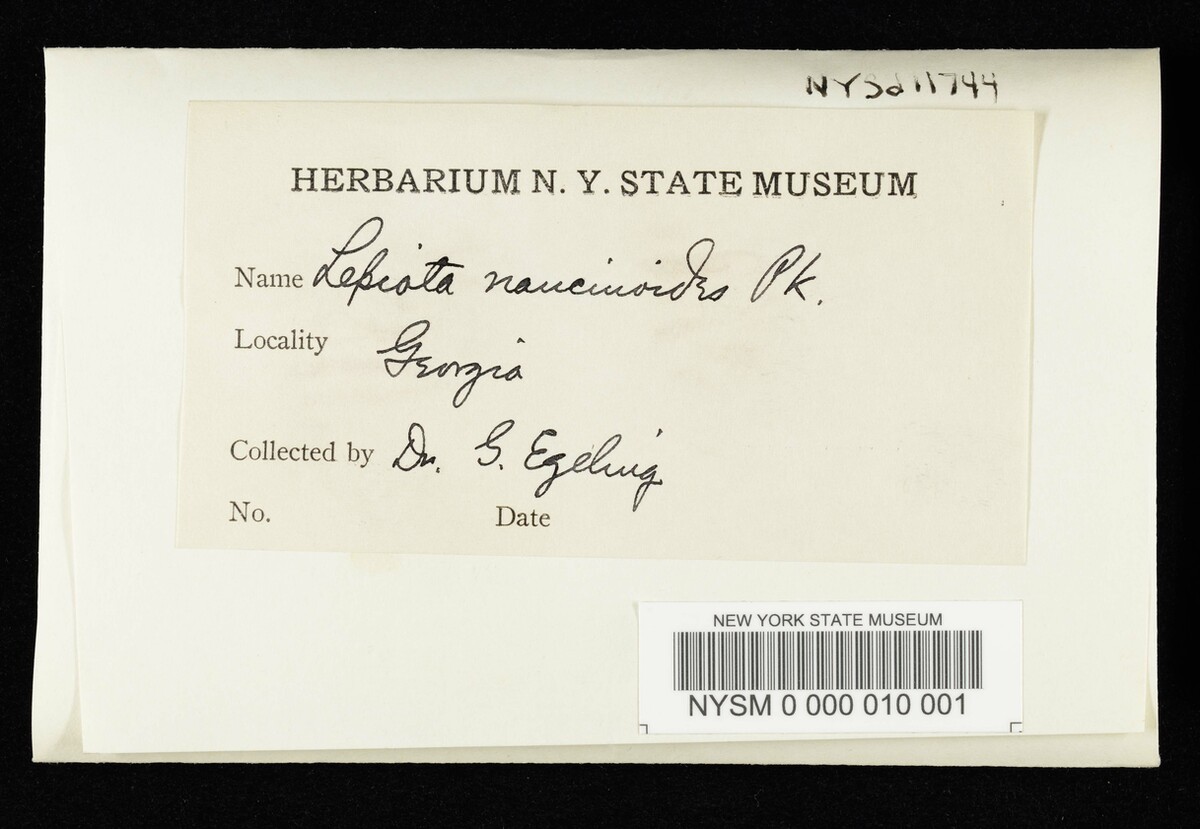 NYSd11744
HERBARIUM N. Y. STATE MUSEUM
Name Lepiota naucinoides Pk.
Locality Georgia
Collected by Dr. G. Egeling
No. Date
NEW YORK STATE MUSEUM
NYSM 0 000 010 001